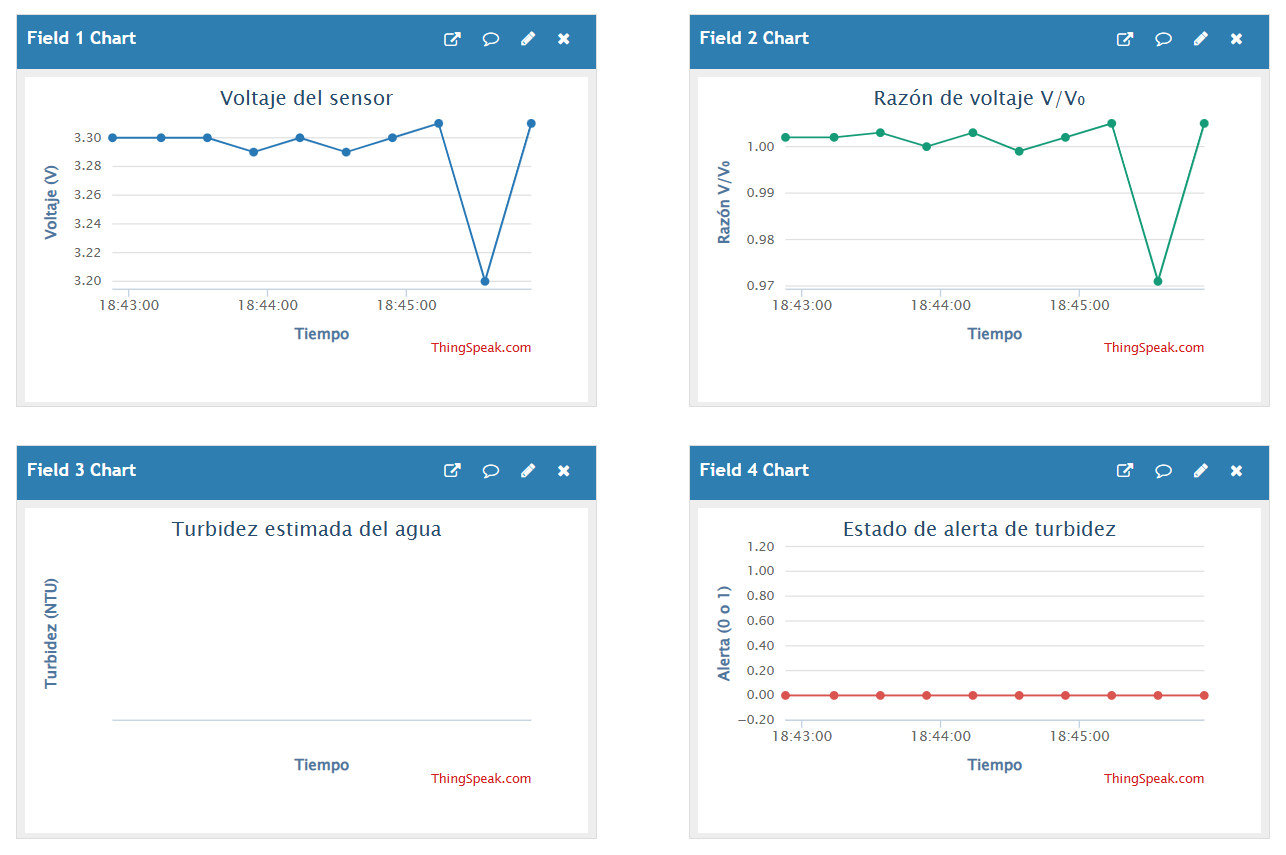 Field 1 Chart
Voltaje del sensor
Voltaje (V)
3.30
3.28
3.26
3.24
3.22
3.20
18:43:00 18:44:00 18:45:00
Tiempo
ThingSpeak.com
Field 2 Chart
Razón de voltaje V/V₀
Razón V/V₀
1.00
0.99
0.98
0.97
18:43:00 18:44:00 18:45:00
Tiempo
ThingSpeak.com
Field 3 Chart
Turbidez estimada del agua
Turbidez (NTU)
Tiempo
ThingSpeak.com
Field 4 Chart
Estado de alerta de turbidez
Alerta (0 o 1)
1.20
1.00
0.80
0.60
0.40
0.20
0.00
−0.20
18:43:00 18:44:00 18:45:00
Tiempo
ThingSpeak.com